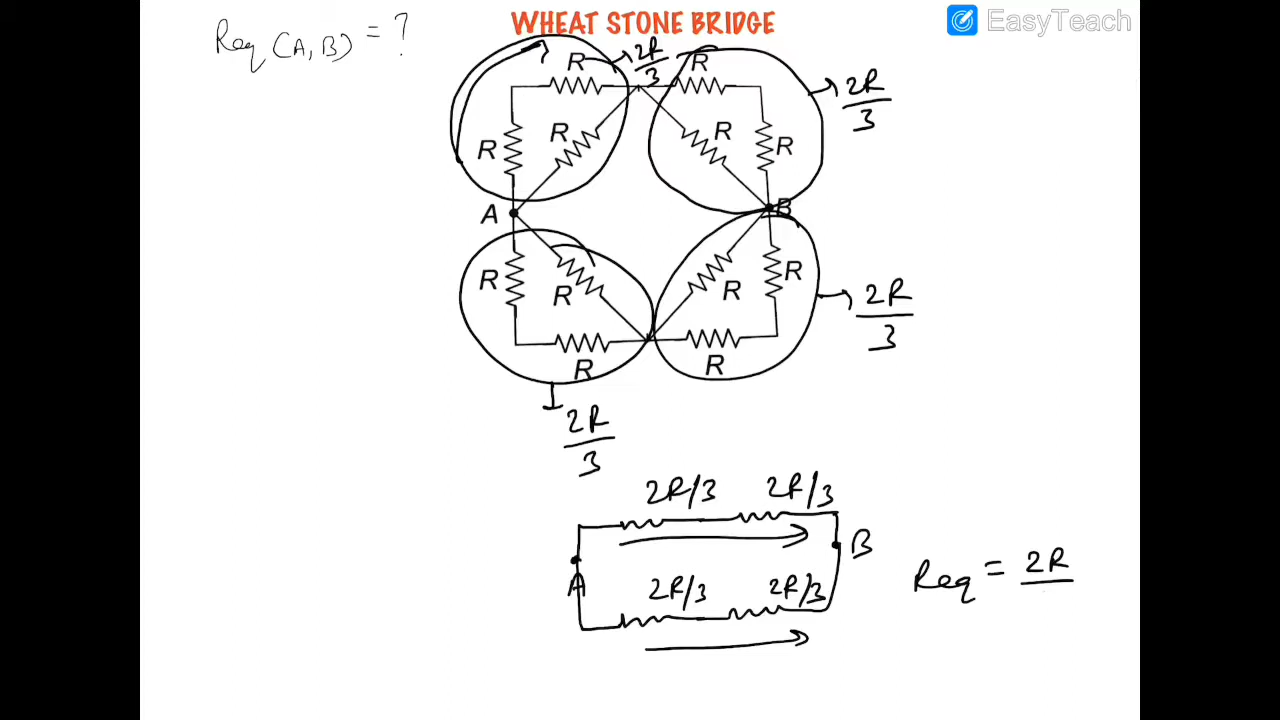 WHEAT STONE BRIDGE
EasyTeach
Req (A,B) = ?
R
2R/3
R
2R/3
R
R
R
R
A
B
R
R
R
R
R
R
2R/3
2R/3
2R/3
2R/3
A
B
2R/3
2R/3
Req = 2R